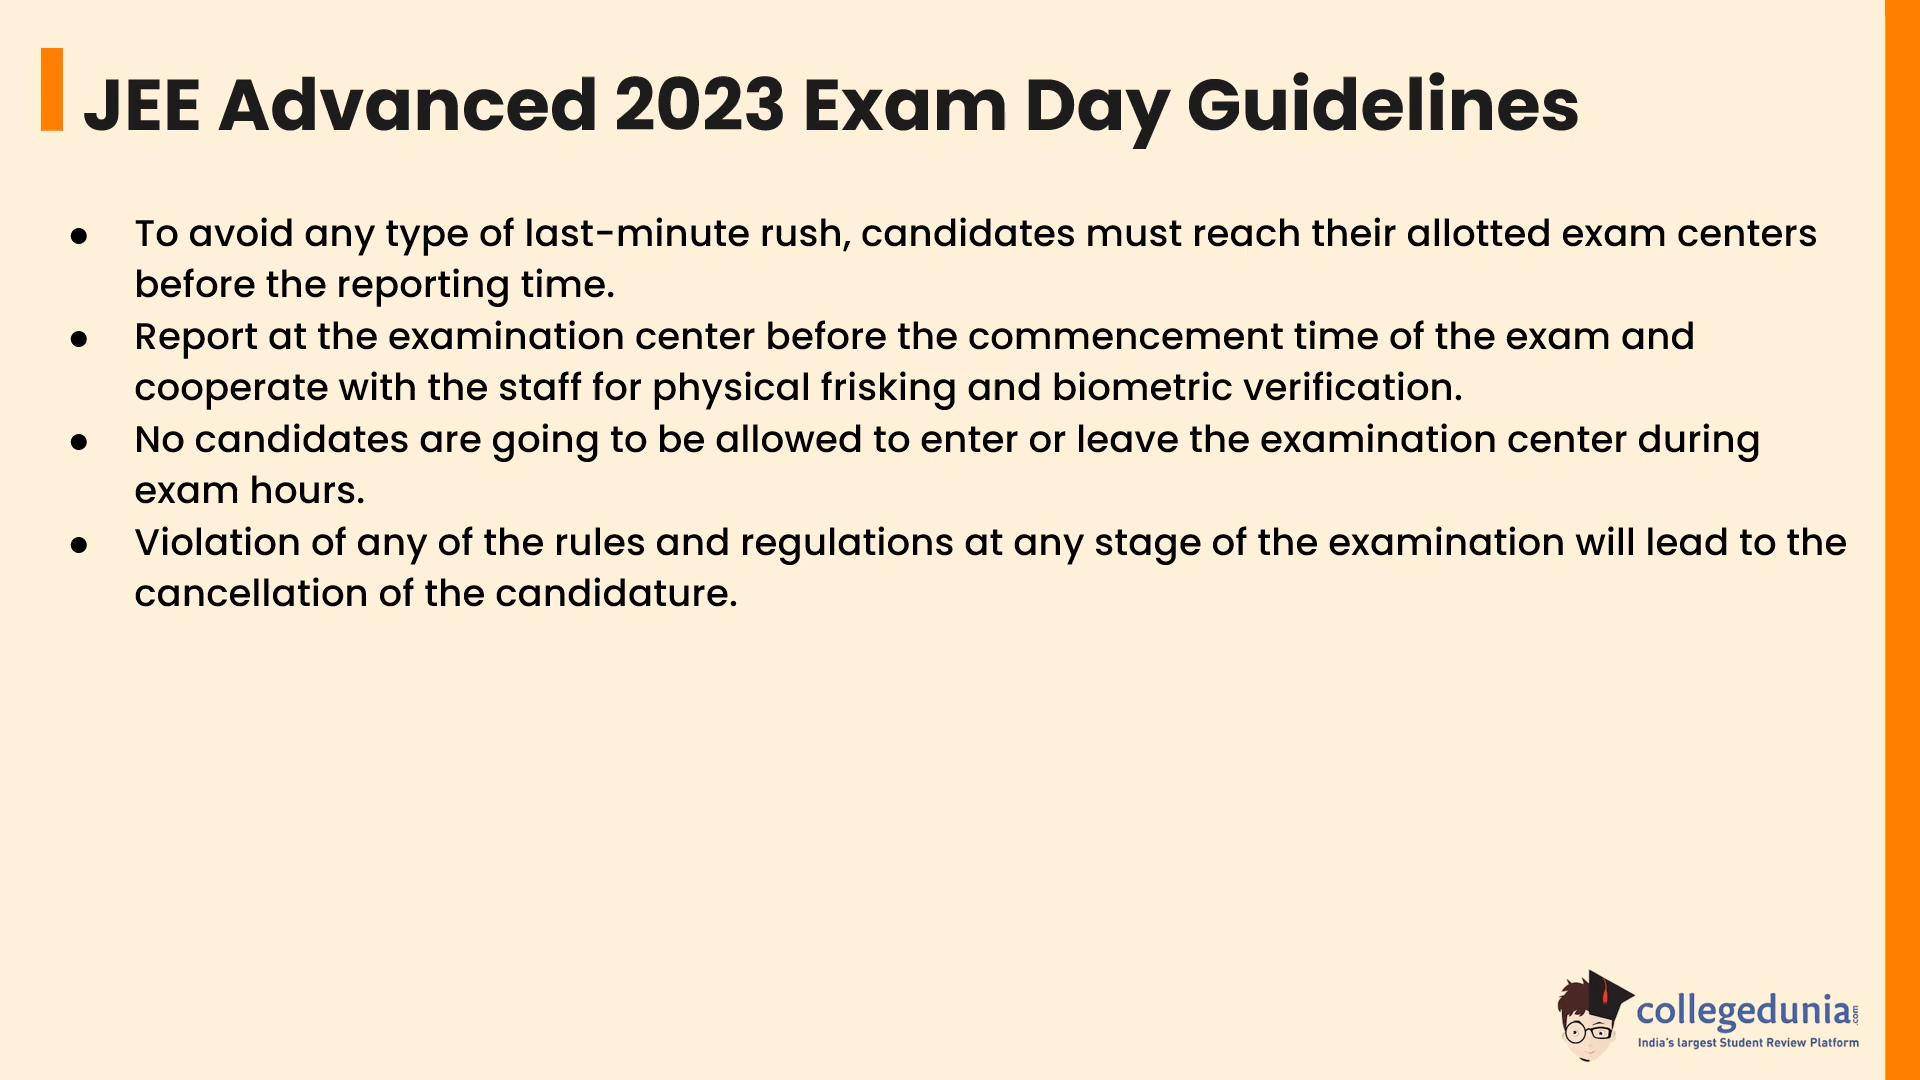 JEE Advanced 2023 Exam Day Guidelines
● To avoid any type of last-minute rush, candidates must reach their allotted exam centers
before the reporting time.
● Report at the examination center before the commencement time of the exam and
cooperate with the staff for physical frisking and biometric verification.
● No candidates are going to be allowed to enter or leave the examination center during
exam hours.
● Violation of any of the rules and regulations at any stage of the examination will lead to the
cancellation of the candidature.
collegedunia.com
India's largest Student Review Platform